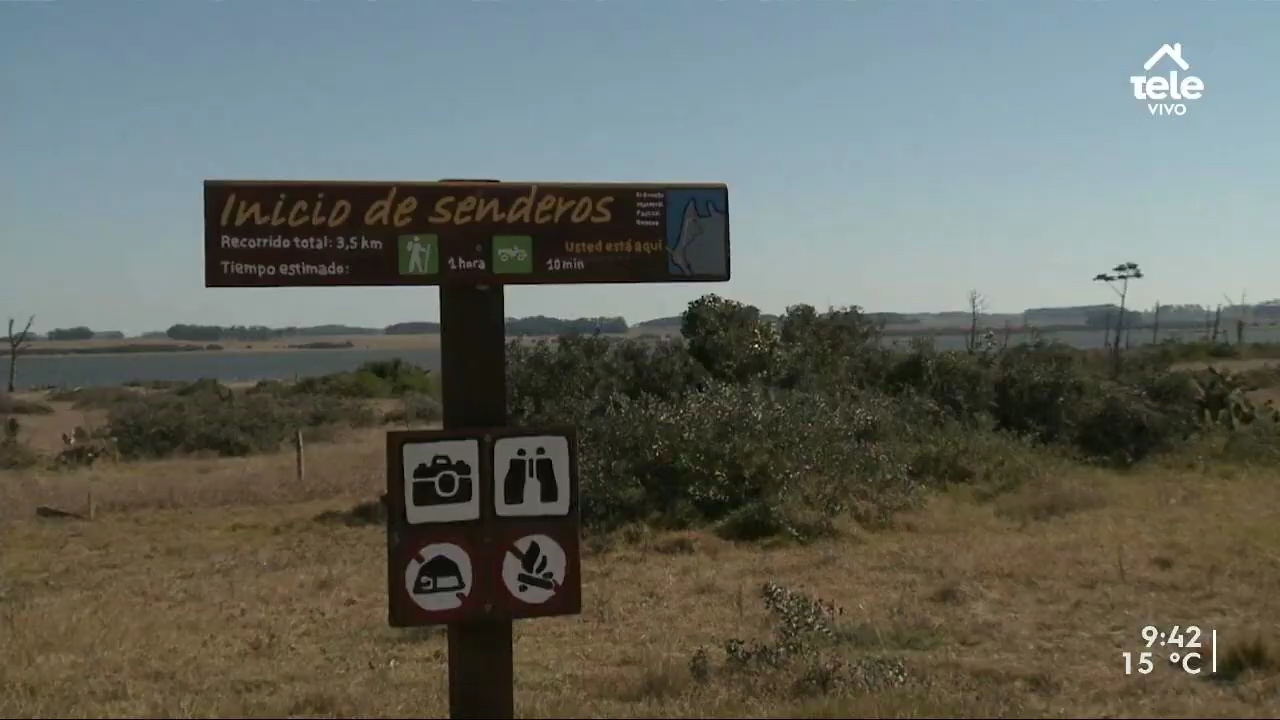 tele
VIVO
Inicio de senderos
Recorrido total: 3,5 km
Usted está aquí
Tiempo estimado:
1 hora
10 min
9:42
15 °C